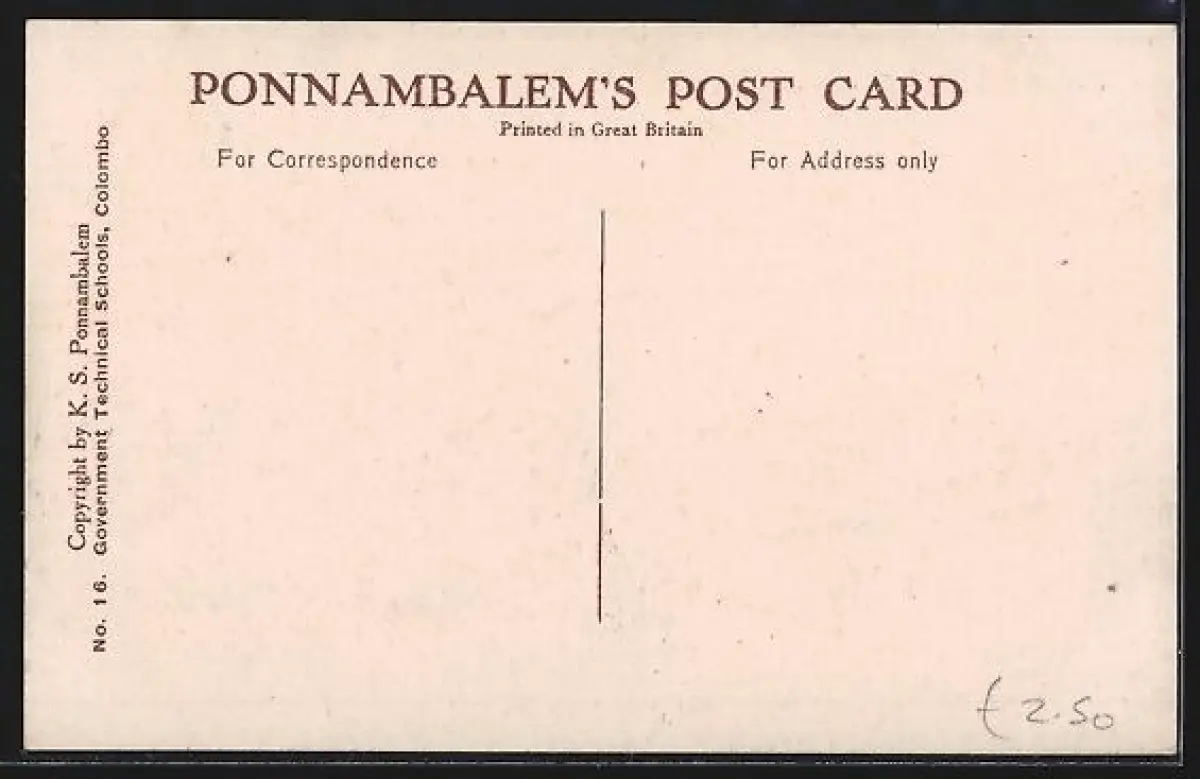 PONNAMBALEM'S POST CARD
Printed in Great Britain
For Correspondence
For Address only
Copyright by K. S. Ponnambalem
No. 16. Government Technical Schools, Colombo
£2.50